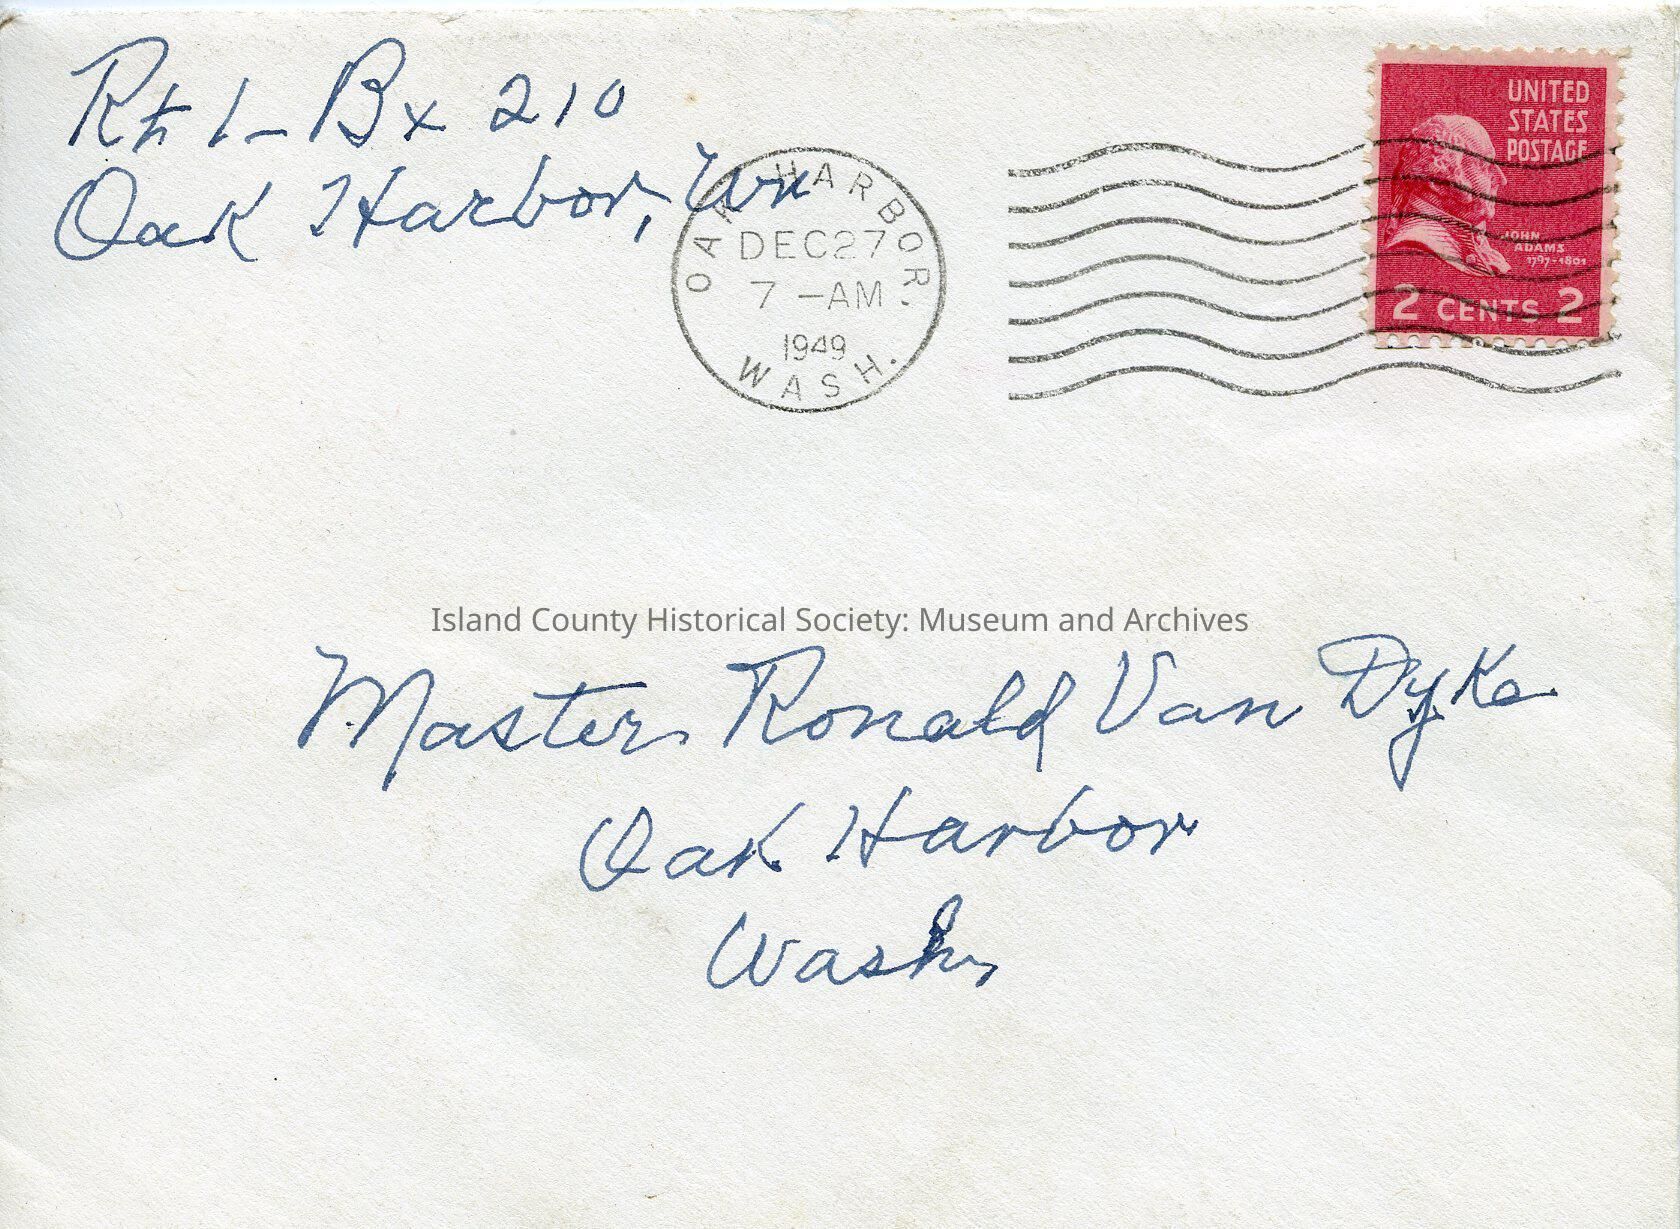 Rt 1 - Bx 210
Oak Harbor, Wn
OAK HARBOR.
DEC 27
7 -AM
1949
WASH.
UNITED
STATES
POSTAGE
JOHN
ADAMS
1797-1801
2 CENTS 2
Island County Historical Society: Museum and Archives
Master Ronald Van Dyke
Oak Harbor
Wash,